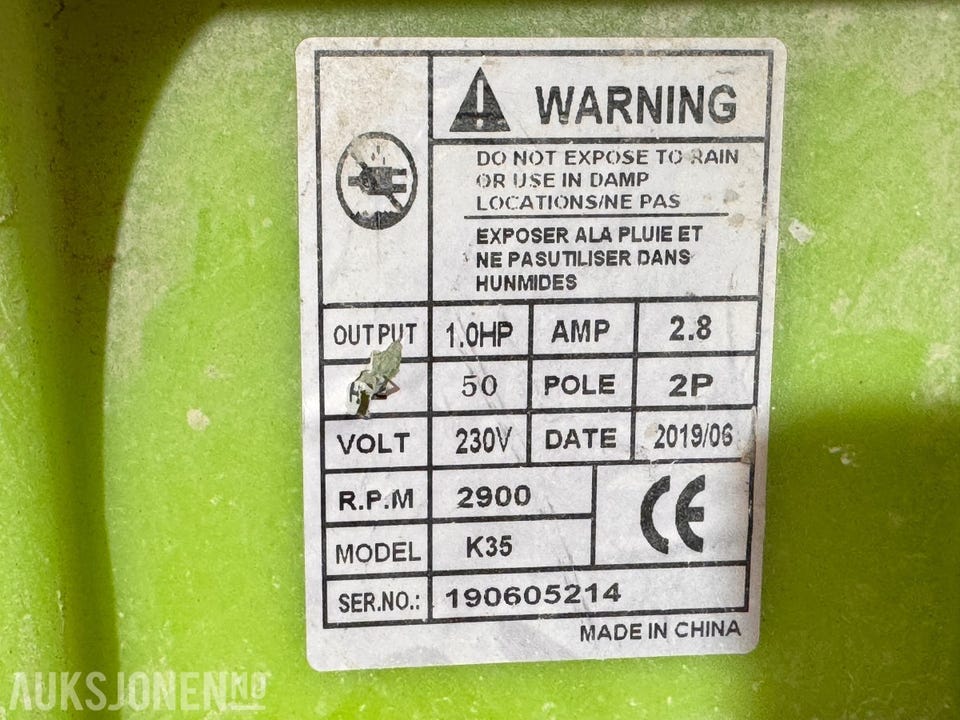 WARNING
DO NOT EXPOSE TO RAIN
OR USE IN DAMP
LOCATIONS/NE PAS
EXPOSER ALA PLUIE ET
NE PASUTILISER DANS
HUNMIDES
OUTPUT 1.0HP AMP 2.8
50 POLE 2P
VOLT 230V DATE 2019/06
R.P.M 2900
MODEL K35
CE
SER.NO.: 190605214
MADE IN CHINA
AUKSJONEN.NO